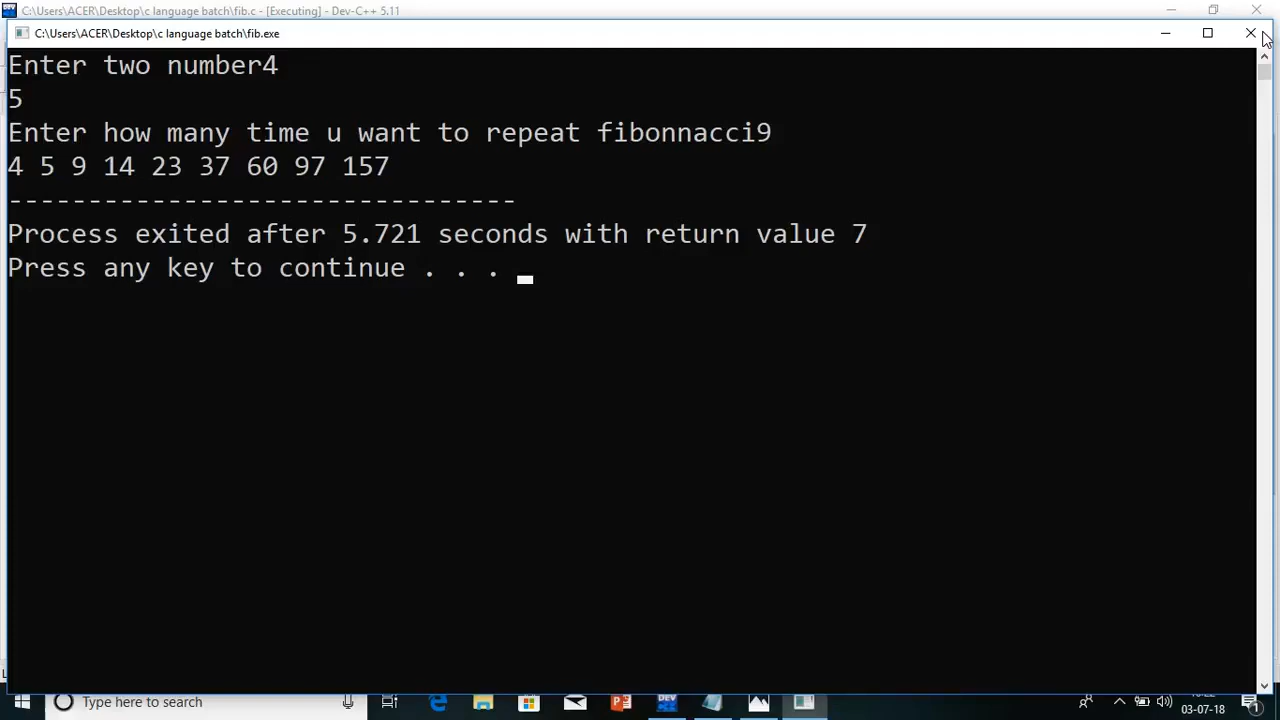 C:\Users\ACER\Desktop\c language batch\fib.c - [Executing] - Dev-C++ 5.11
C:\Users\ACER\Desktop\c language batch\fib.exe
Enter two number4
5
Enter how many time u want to repeat fibonnacci9
4 5 9 14 23 37 60 97 157
--------------------------------
Process exited after 5.721 seconds with return value 7
Press any key to continue . . .
Type here to search
03-07-18